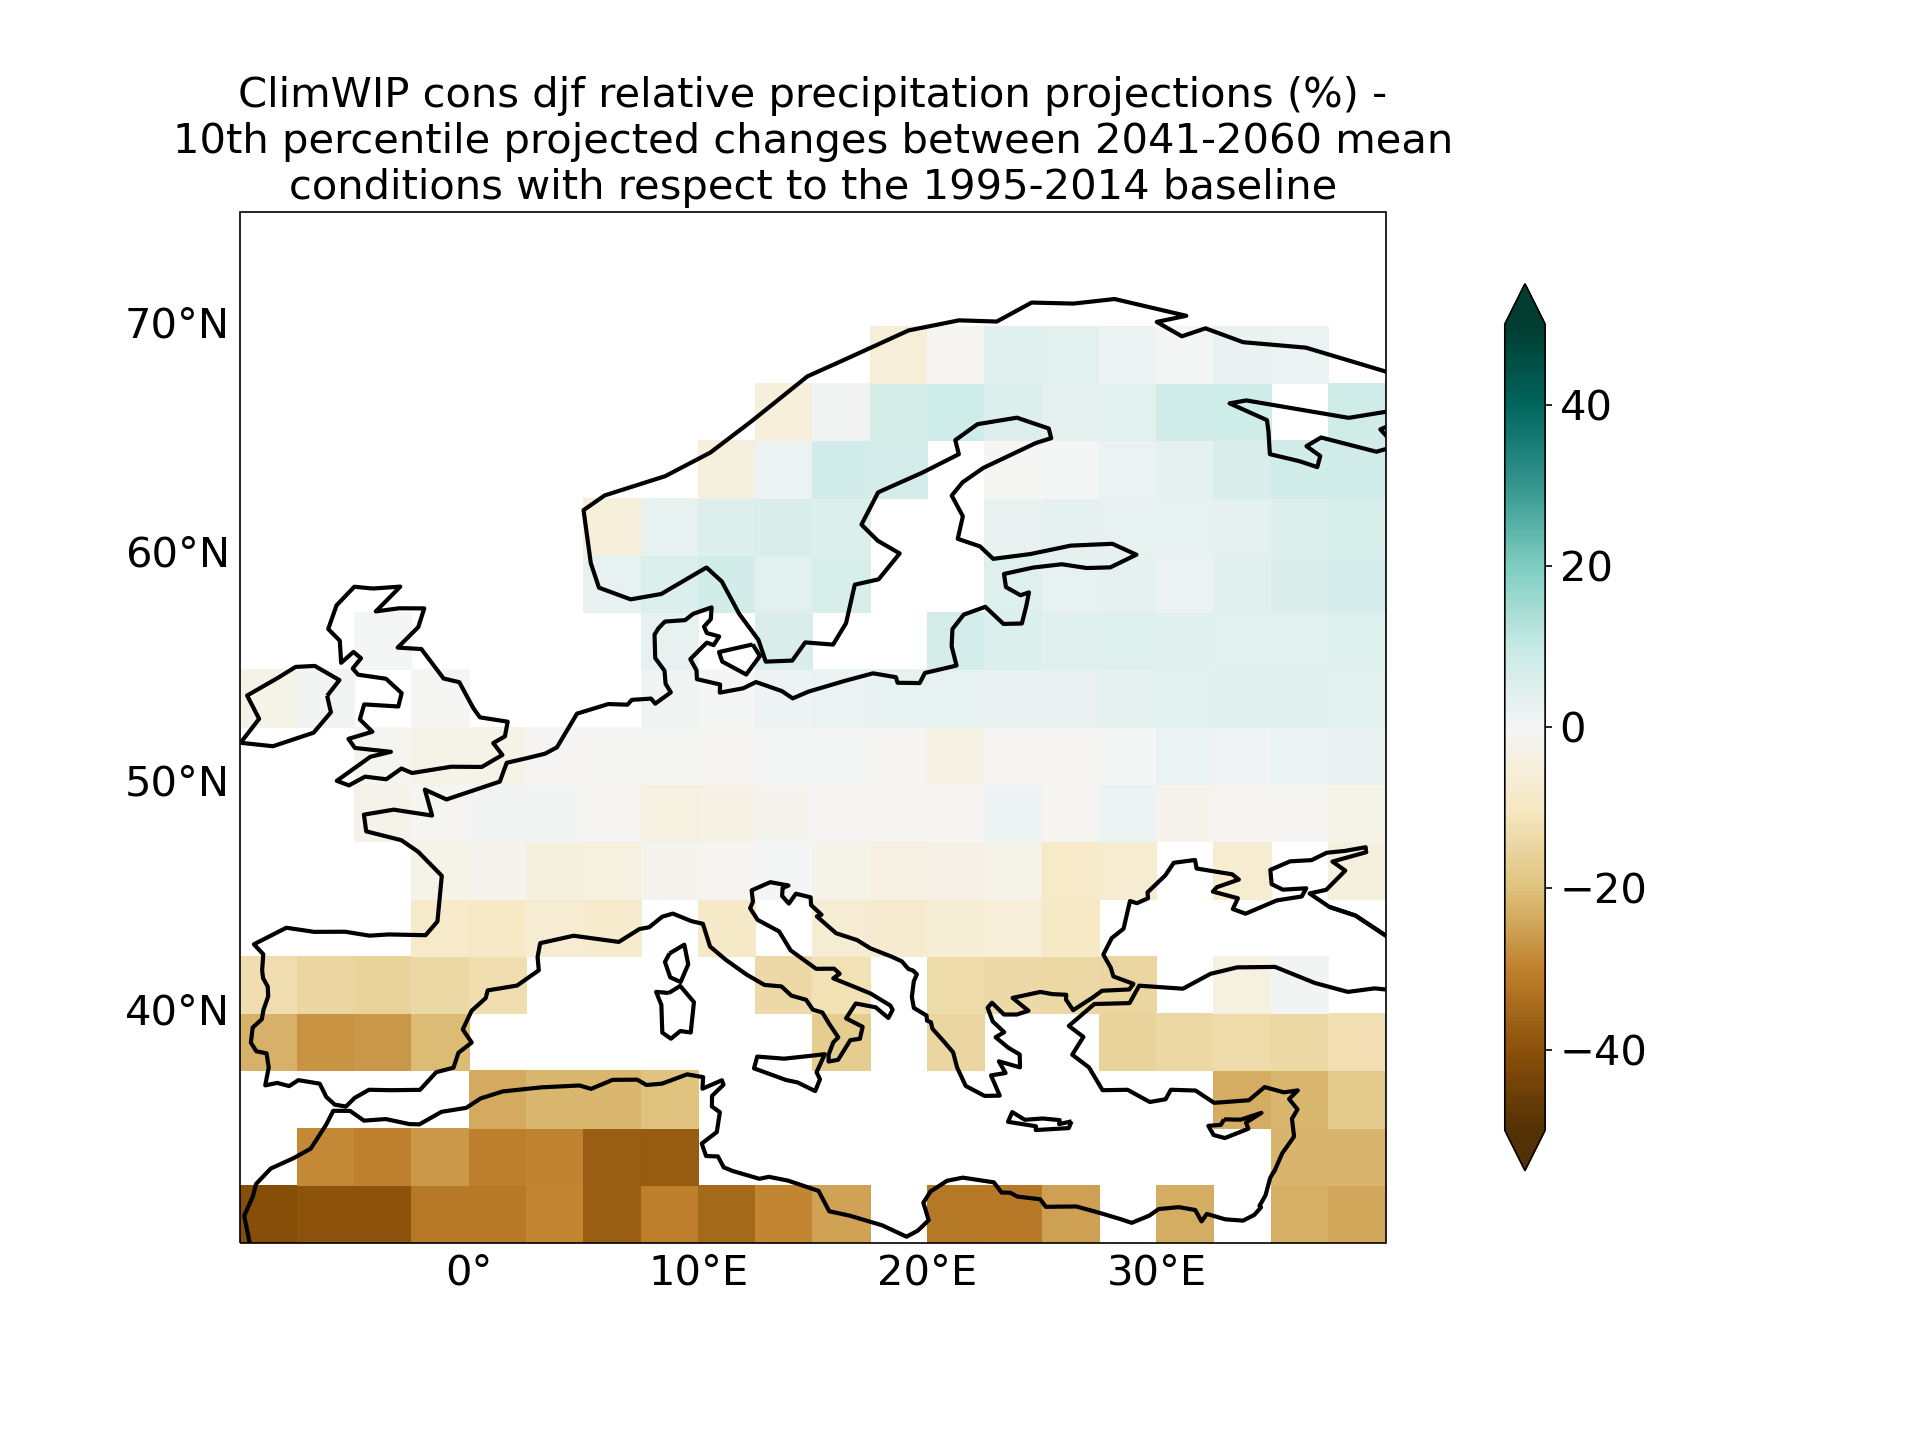 ClimWIP cons djf relative precipitation projections (%) -
10th percentile projected changes between 2041-2060 mean
conditions with respect to the 1995-2014 baseline
70°N
60°N
50°N
40°N
0°
10°E
20°E
30°E
40
20
0
−20
−40